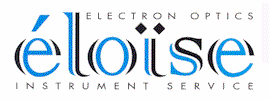 ELECTRON OPTICS
éloïse
INSTRUMENT SERVICE